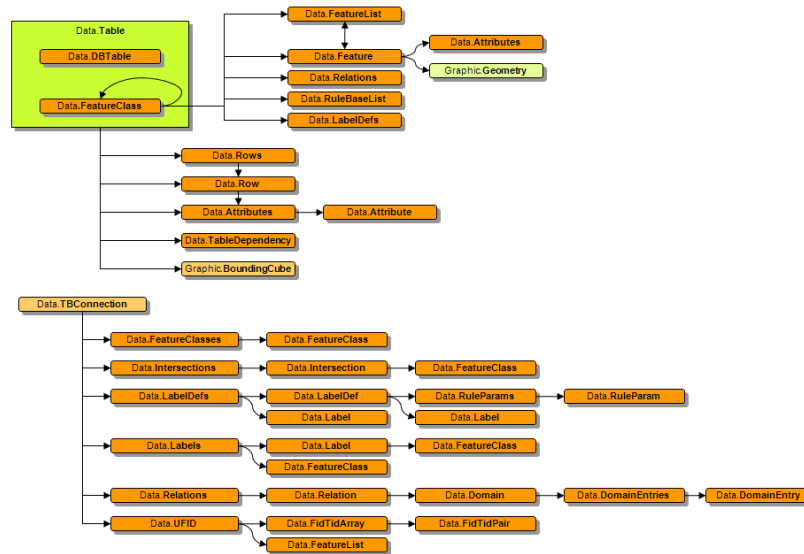 Data.Table
Data.DBTable
Data.FeatureClass
Data.FeatureList
Data.Feature
Data.Attributes
Graphic.Geometry
Data.Relations
Data.RuleBaseList
Data.LabelDefs
Data.Rows
Data.Row
Data.Attributes
Data.Attribute
Data.TableDependency
Graphic.BoundingCube
Data.TBConnection
Data.FeatureClasses
Data.FeatureClass
Data.Intersections
Data.Intersection
Data.FeatureClass
Data.LabelDefs
Data.LabelDef
Data.RuleParams
Data.RuleParam
Data.Label
Data.Label
Data.Labels
Data.Label
Data.FeatureClass
Data.FeatureClass
Data.Relations
Data.Relation
Data.Domain
Data.DomainEntries
Data.DomainEntry
Data.UFID
Data.FidTidArray
Data.FidTidPair
Data.FeatureList